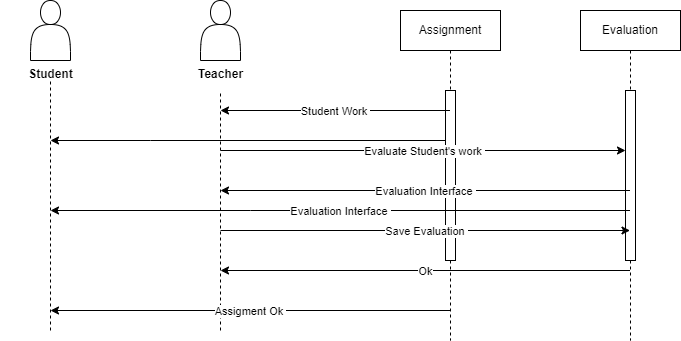 Assignment
Evaluation
Student
Teacher
Student Work
Evaluate Student's work
Evaluation Interface
Evaluation Interface
Save Evaluation
Ok
Assigment Ok